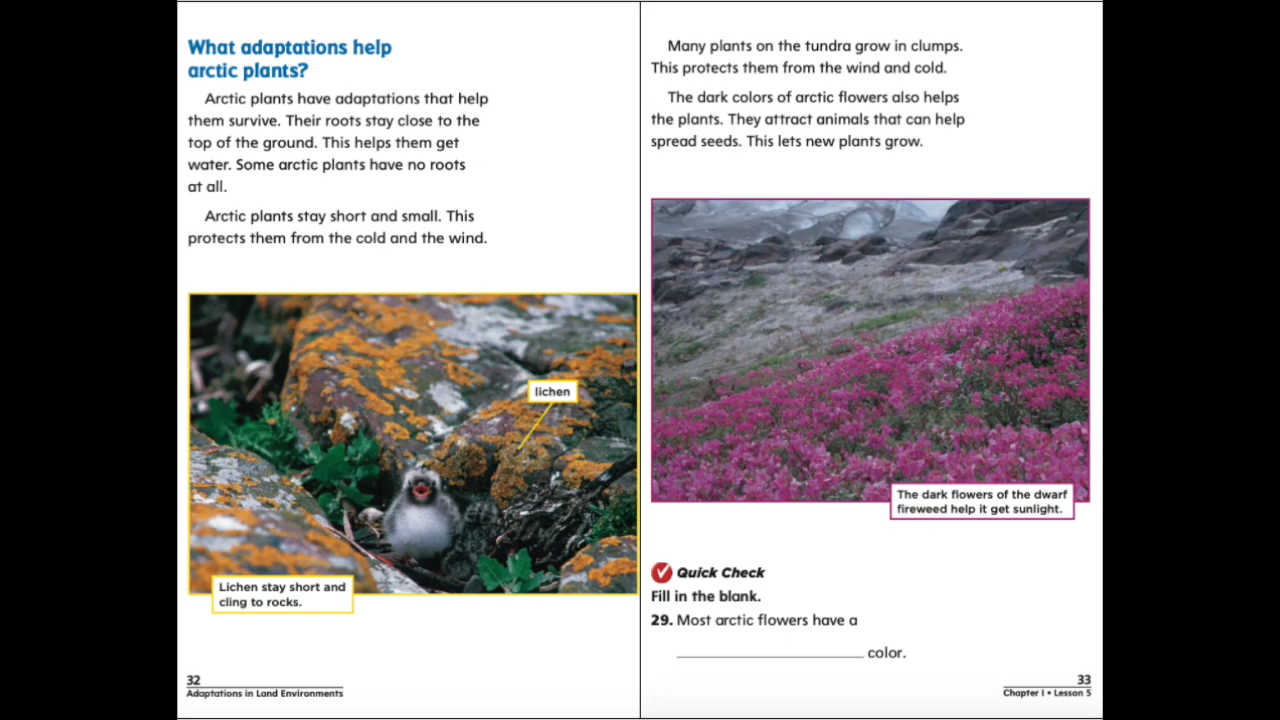 What adaptations help
arctic plants?
Arctic plants have adaptations that help
them survive. Their roots stay close to the
top of the ground. This helps them get
water. Some arctic plants have no roots
at all.
Arctic plants stay short and small. This
protects them from the cold and the wind.
lichen
Lichen stay short and
cling to rocks.
32
Adaptations in Land Environments
Many plants on the tundra grow in clumps.
This protects them from the wind and cold.
The dark colors of arctic flowers also helps
the plants. They attract animals that can help
spread seeds. This lets new plants grow.
The dark flowers of the dwarf
fireweed help it get sunlight.
Quick Check
Fill in the blank.
29. Most arctic flowers have a
color.
33
Chapter 1 • Lesson 5